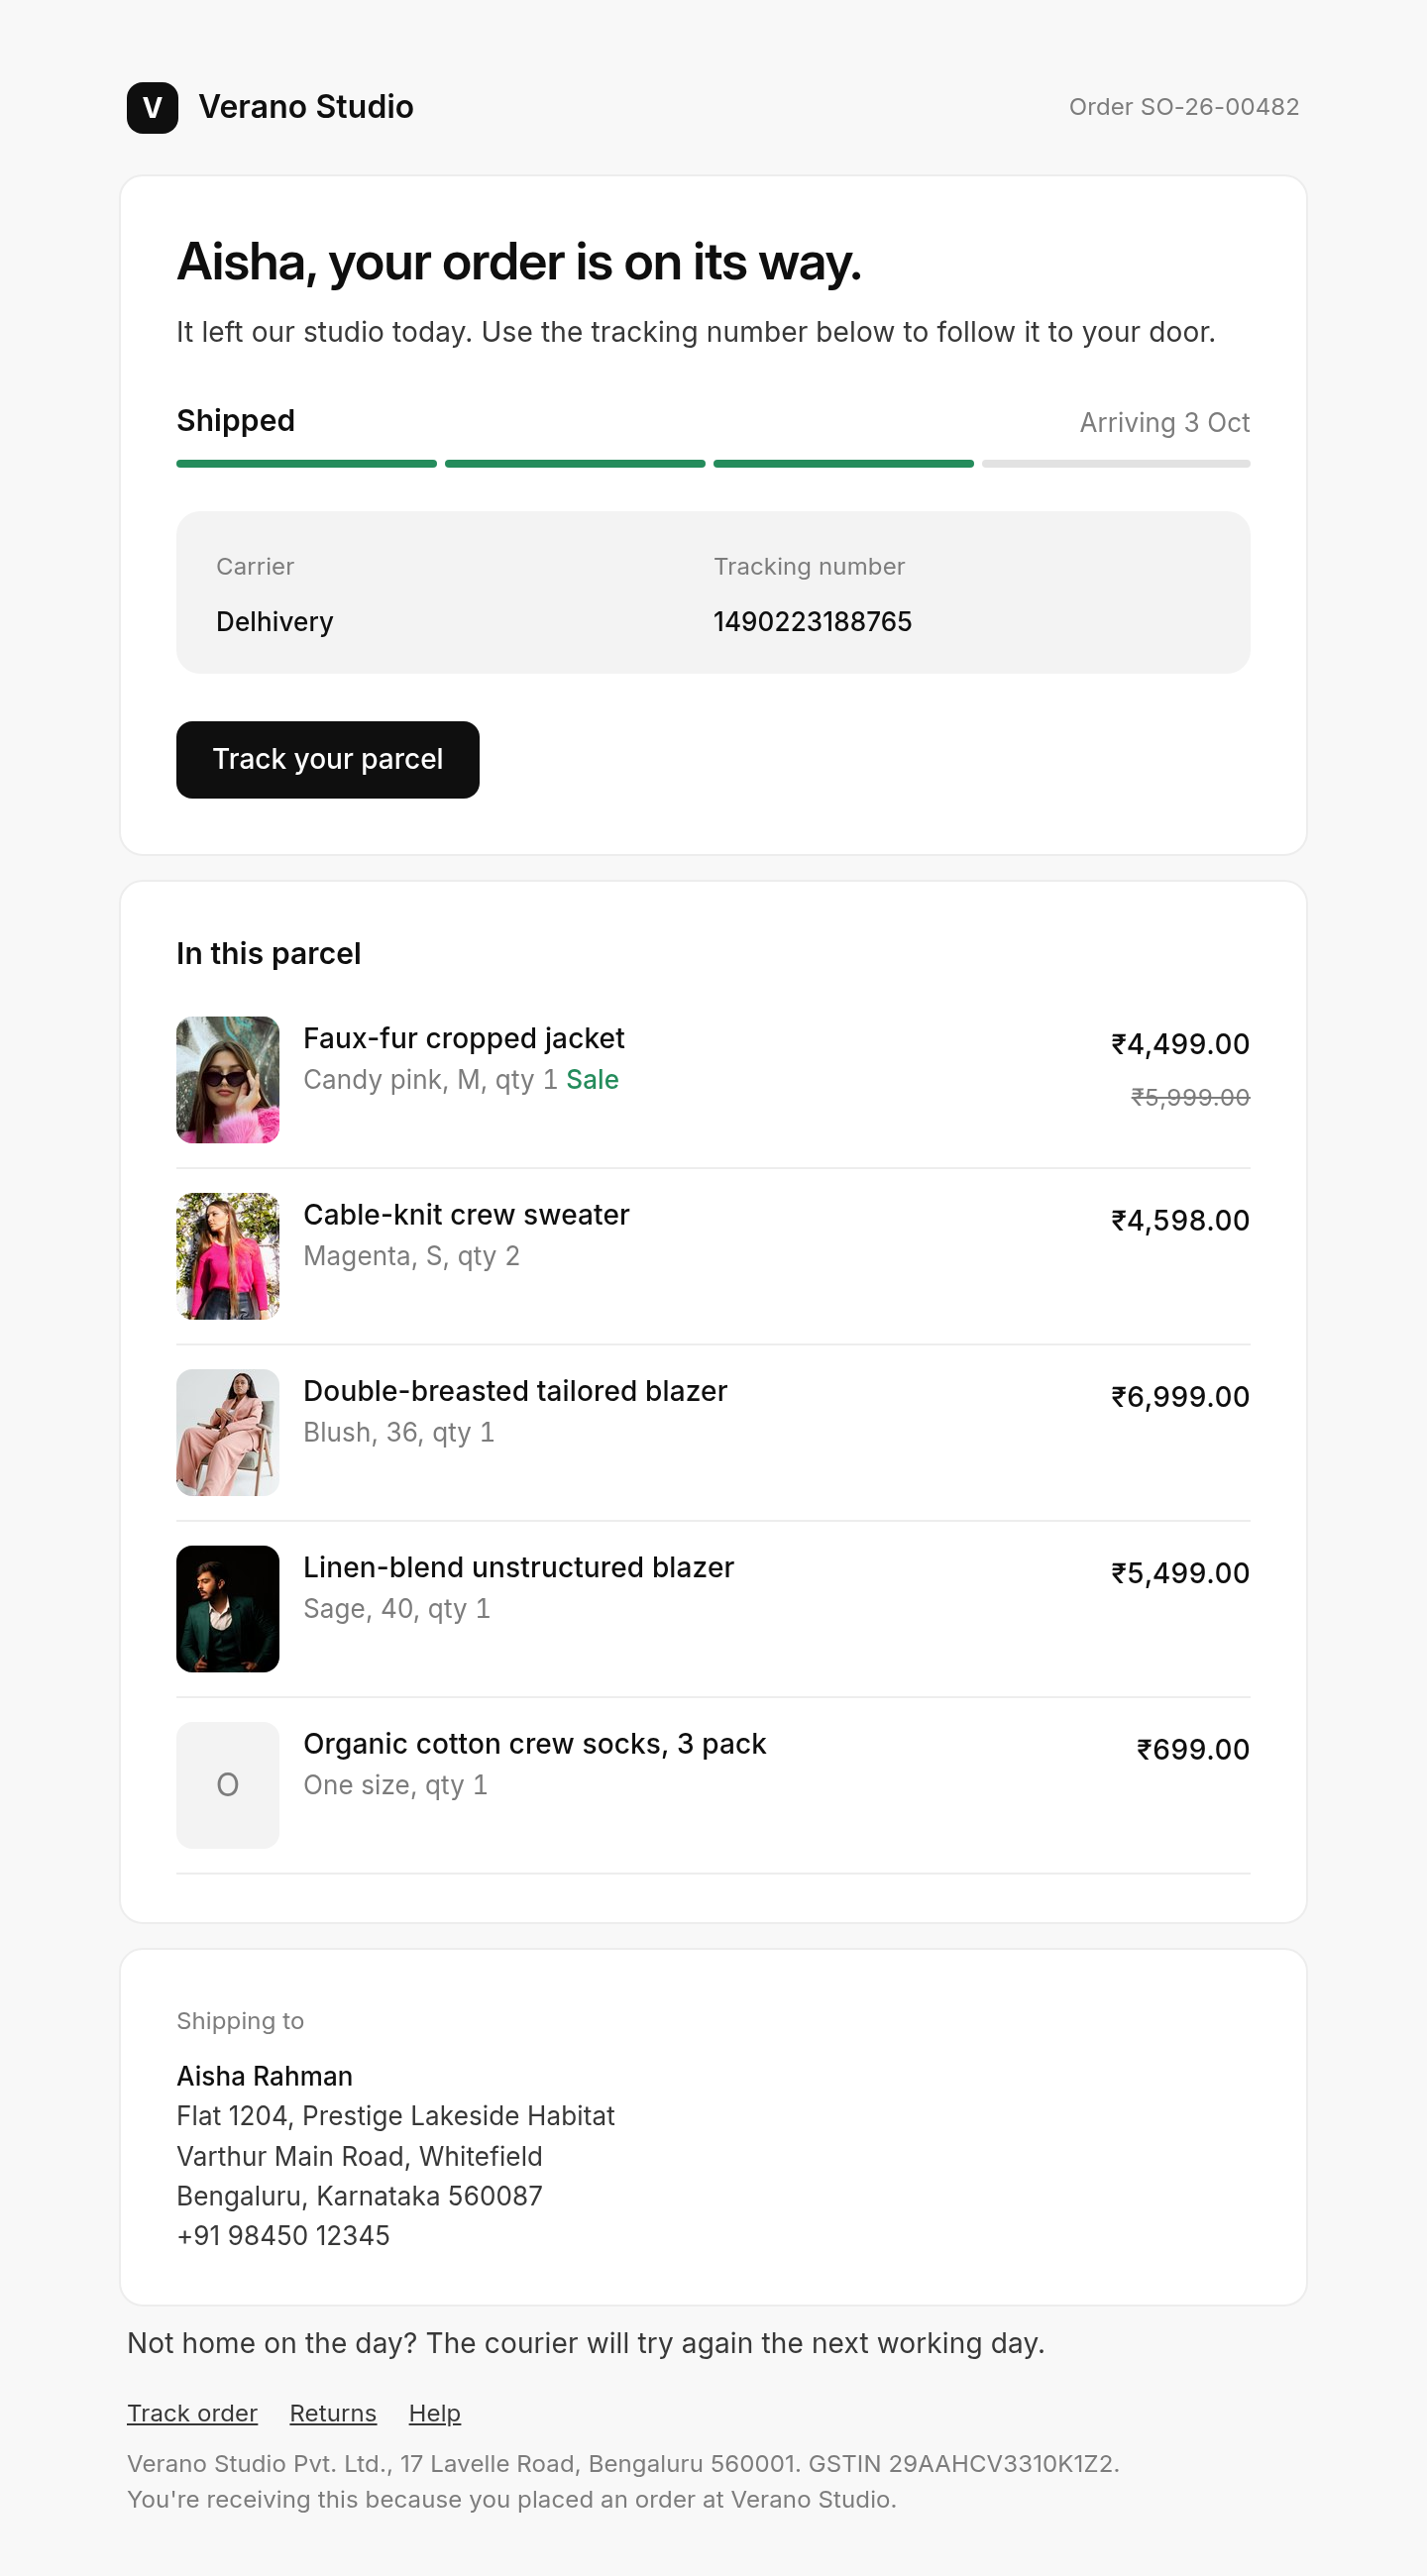 V Verano Studio
Order SO-26-00482
Aisha, your order is on its way.
It left our studio today. Use the tracking number below to follow it to your door.
Shipped
Arriving 3 Oct
Carrier
Tracking number
Delhivery
1490223188765
Track your parcel
In this parcel
Faux-fur cropped jacket
₹4,499.00
Candy pink, M, qty 1 Sale
₹5,999.00
Cable-knit crew sweater
₹4,598.00
Magenta, S, qty 2
Double-breasted tailored blazer
₹6,999.00
Blush, 36, qty 1
Linen-blend unstructured blazer
₹5,499.00
Sage, 40, qty 1
O
Organic cotton crew socks, 3 pack
₹699.00
One size, qty 1
Shipping to
Aisha Rahman
Flat 1204, Prestige Lakeside Habitat
Varthur Main Road, Whitefield
Bengaluru, Karnataka 560087
+91 98450 12345
Not home on the day? The courier will try again the next working day.
Track order Returns Help
Verano Studio Pvt. Ltd., 17 Lavelle Road, Bengaluru 560001. GSTIN 29AAHCV3310K1Z2.
You're receiving this because you placed an order at Verano Studio.